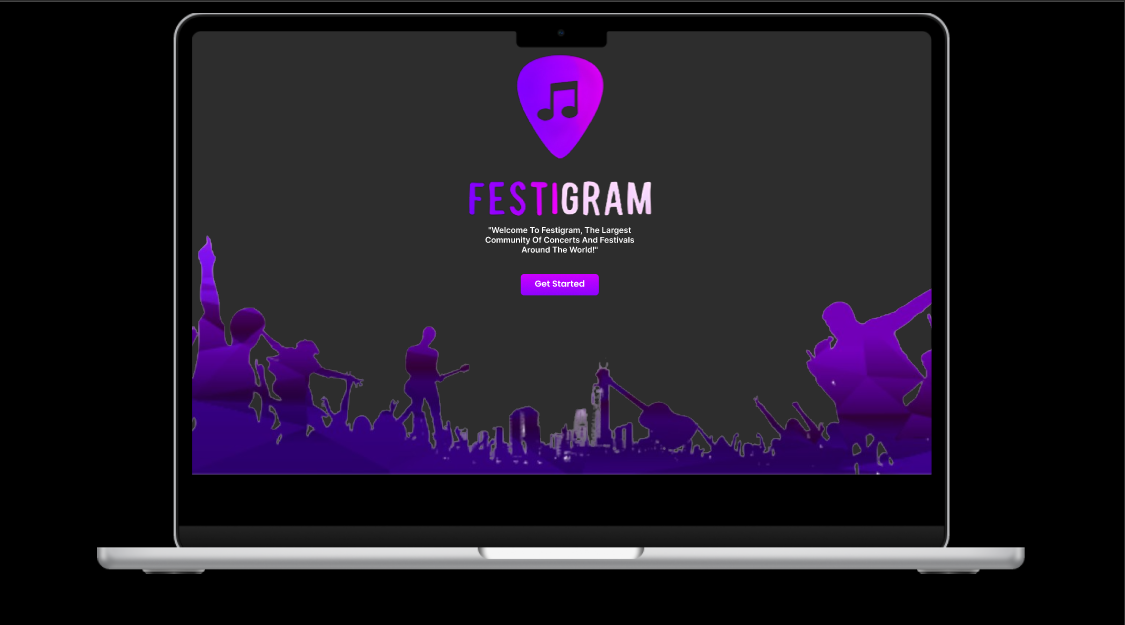 FESTIGRAM
"Welcome To Festigram, The Largest
Community Of Concerts And Festivals
Around The World!"
Get Started